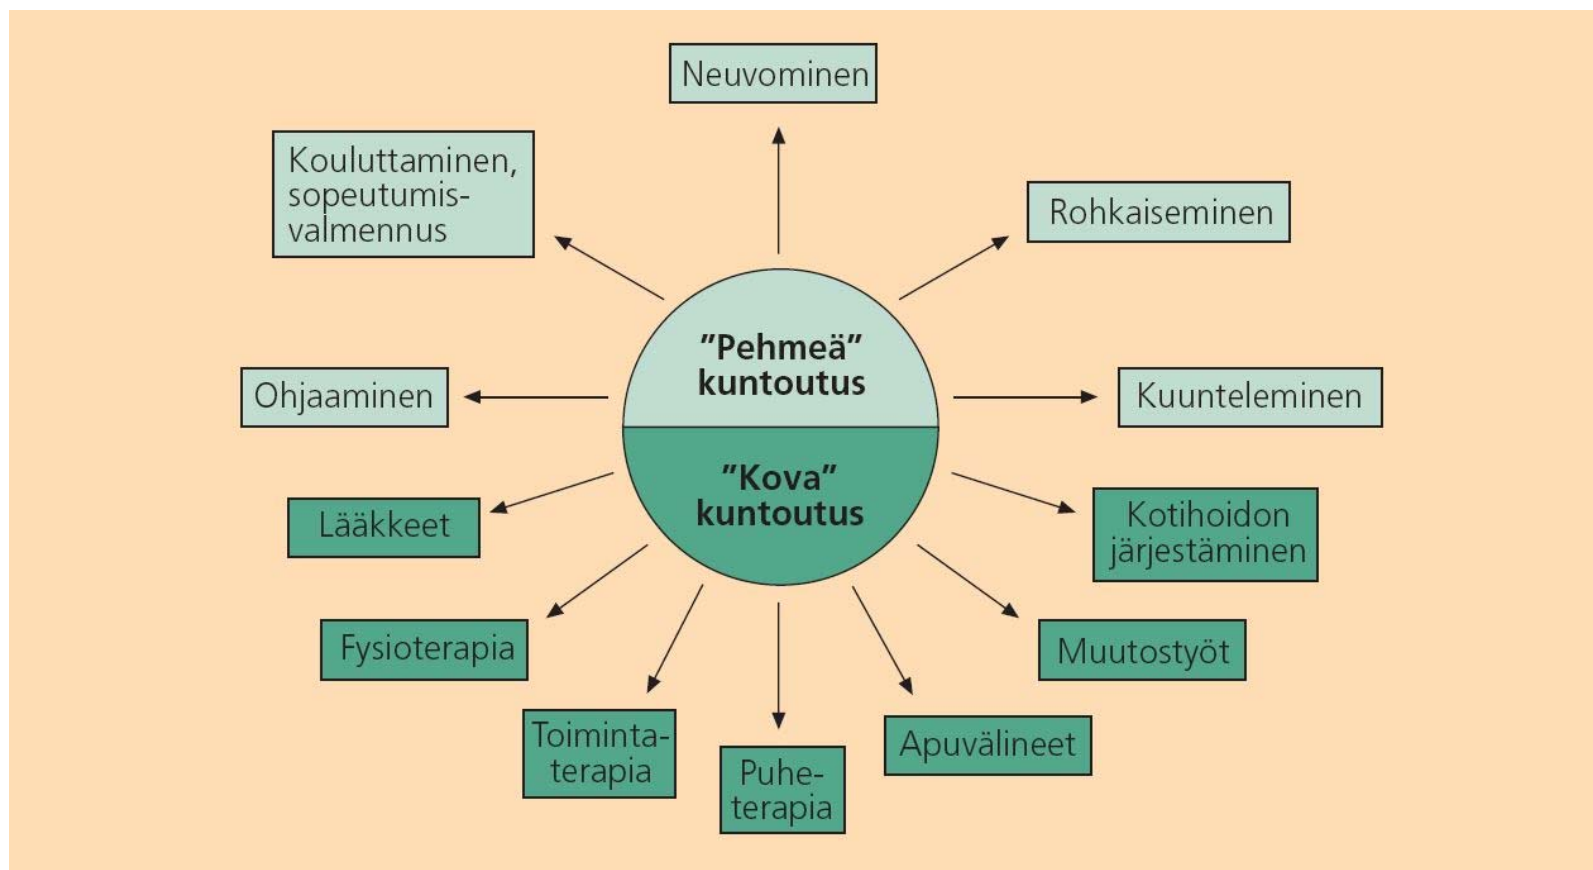 Neuvominen
Kouluttaminen,
sopeutumis-
valmennus
Rohkaiseminen
”Pehmeä”
kuntoutus
Ohjaaminen
Kuunteleminen
”Kova”
kuntoutus
Lääkkeet
Kotihoidon
järjestäminen
Fysioterapia
Muutostyöt
Toiminta-
terapia
Puhe-
terapia
Apuvälineet